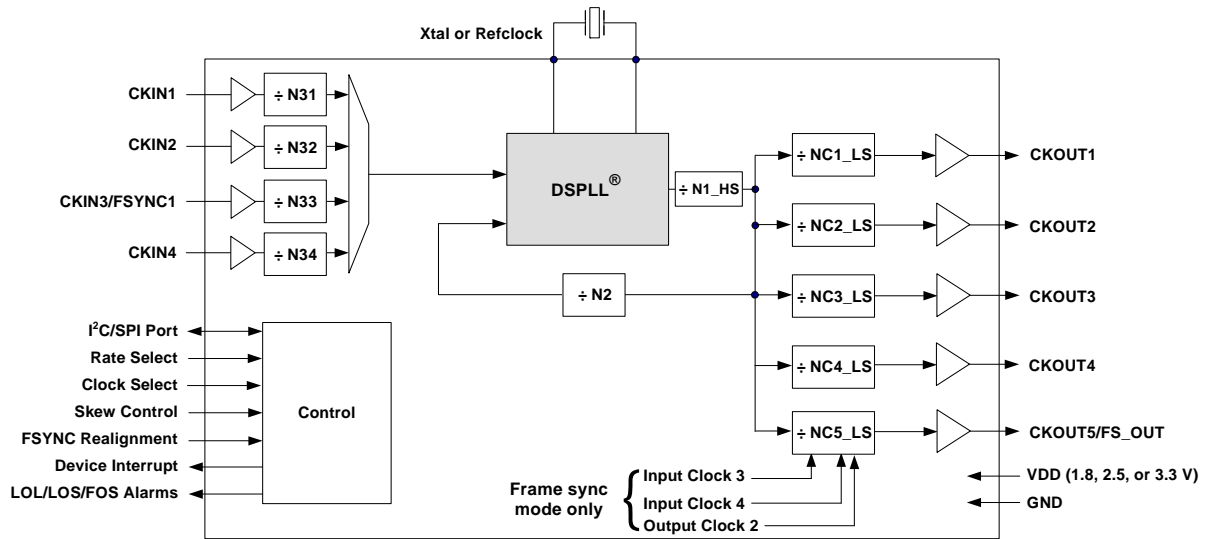 Xtal or Refclock
CKIN1
÷ N31
CKIN2
÷ N32
CKIN3/FSYNC1
÷ N33
CKIN4
÷ N34
DSPLL®
÷ N1_HS
÷ N2
÷ NC1_LS
CKOUT1
÷ NC2_LS
CKOUT2
÷ NC3_LS
CKOUT3
÷ NC4_LS
CKOUT4
÷ NC5_LS
CKOUT5/FS_OUT
I²C/SPI Port
Rate Select
Clock Select
Skew Control
FSYNC Realignment
Device Interrupt
LOL/LOS/FOS Alarms
Control
Frame sync
mode only
{
Input Clock 3
Input Clock 4
Output Clock 2
VDD (1.8, 2.5, or 3.3 V)
GND